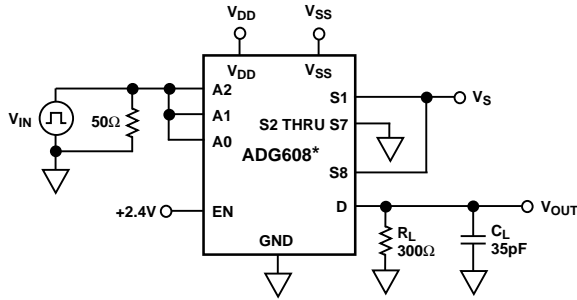 VDD
VSS
VDD
VSS
A2
S1
VS
VIN
50Ω
A1
S2 THRU S7
A0
ADG608*
S8
+2.4V
EN
D
VOUT
GND
RL
300Ω
CL
35pF